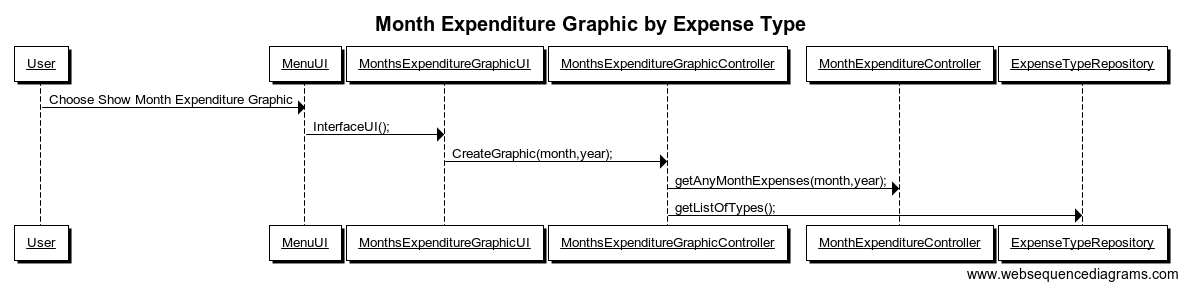 Month Expenditure Graphic by Expense Type
User MenuUI MonthsExpenditureGraphicUI MonthsExpenditureGraphicController MonthExpenditureController ExpenseTypeRepository
Choose Show Month Expenditure Graphic
InterfaceUI();
CreateGraphic(month,year);
getAnyMonthExpenses(month,year);
getListOfTypes();
User MenuUI MonthsExpenditureGraphicUI MonthsExpenditureGraphicController MonthExpenditureController ExpenseTypeRepository
www.websequencediagrams.com